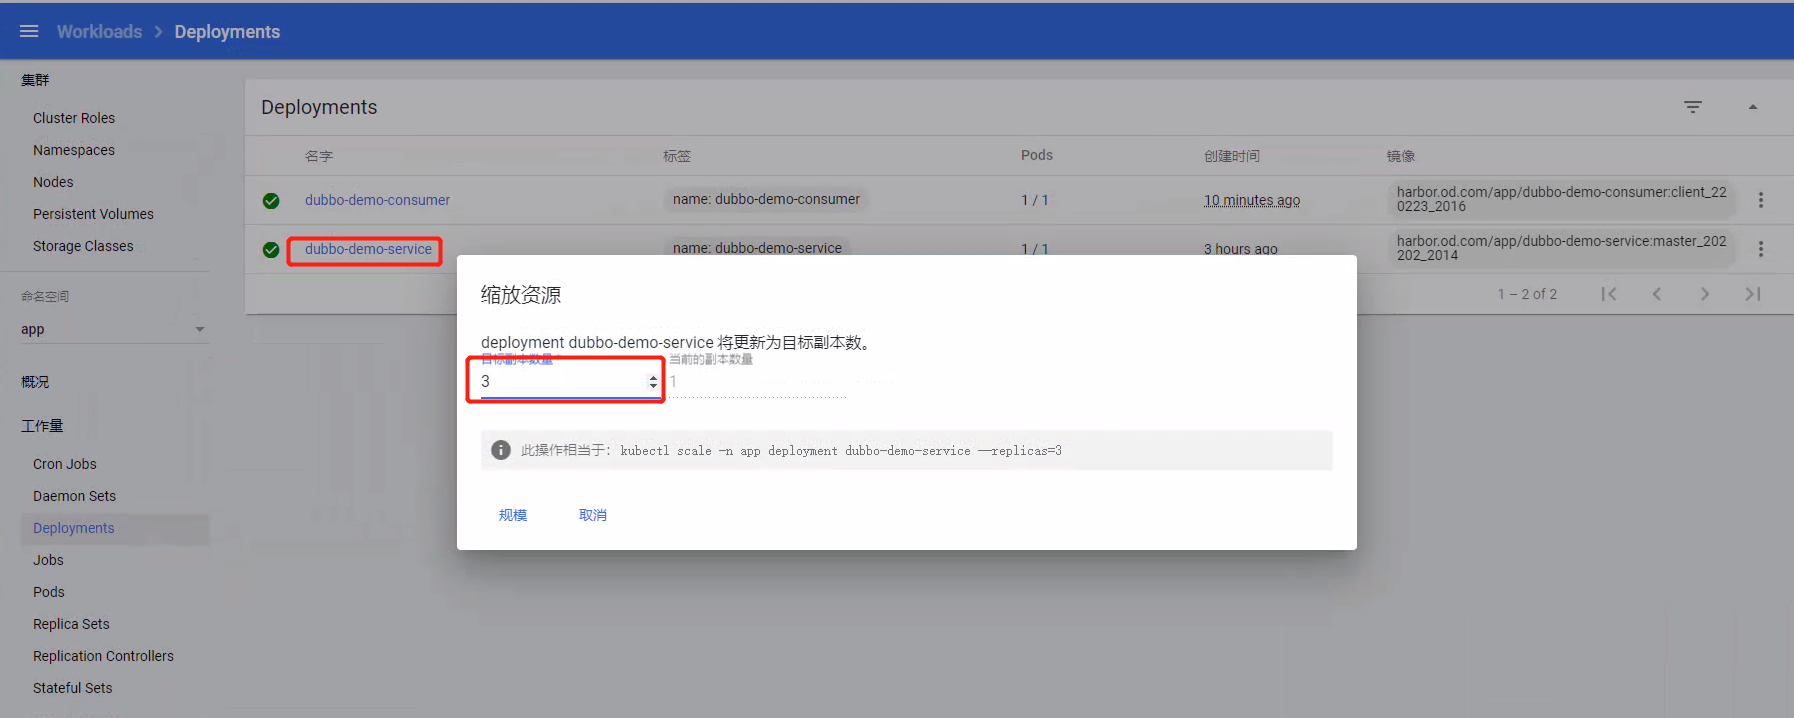 Workloads > Deployments
集群
Cluster Roles
Namespaces
Nodes
Persistent Volumes
Storage Classes
命名空间
app
概况
工作量
Cron Jobs
Daemon Sets
Deployments
Jobs
Pods
Replica Sets
Replication Controllers
Stateful Sets
Deployments
名字 标签 Pods 创建时间 镜像
dubbo-demo-consumer name: dubbo-demo-consumer 1 / 1 10 minutes ago harbor.od.com/app/dubbo-demo-consumer:client_22
0223_2016
dubbo-demo-service name: dubbo-demo-service 1 / 1 3 hours ago harbor.od.com/app/dubbo-demo-service:master_202
202_2014
1 – 2 of 2
缩放资源
deployment dubbo-demo-service 将更新为目标副本数。
目标副本数量 当前的副本数量
3 1
此操作相当于: kubectl scale -n app deployment dubbo-demo-service --replicas=3
规模 取消